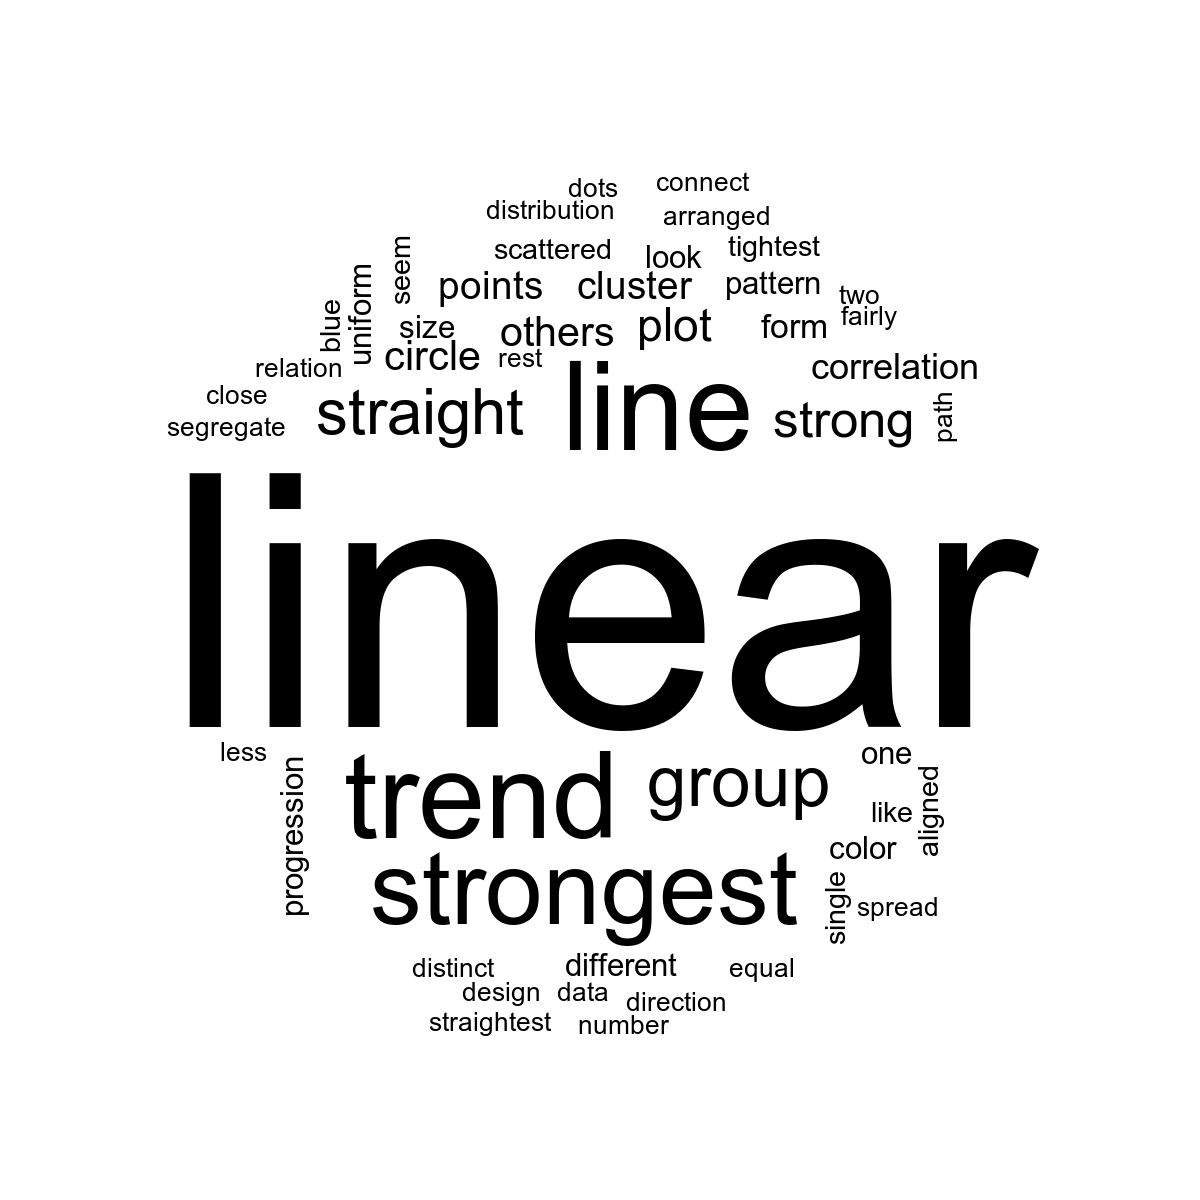 dots
connect
distribution
arranged
scattered
look
tightest
seem
uniform
blue
points
cluster
pattern
two
fairly
size
others
plot
form
circle
rest
relation
correlation
close
segregate
straight
line
strong
path
linear
less
progression
trend
group
one
like
aligned
color
strongest
single
spread
distinct
different
equal
design
data
direction
straightest
number